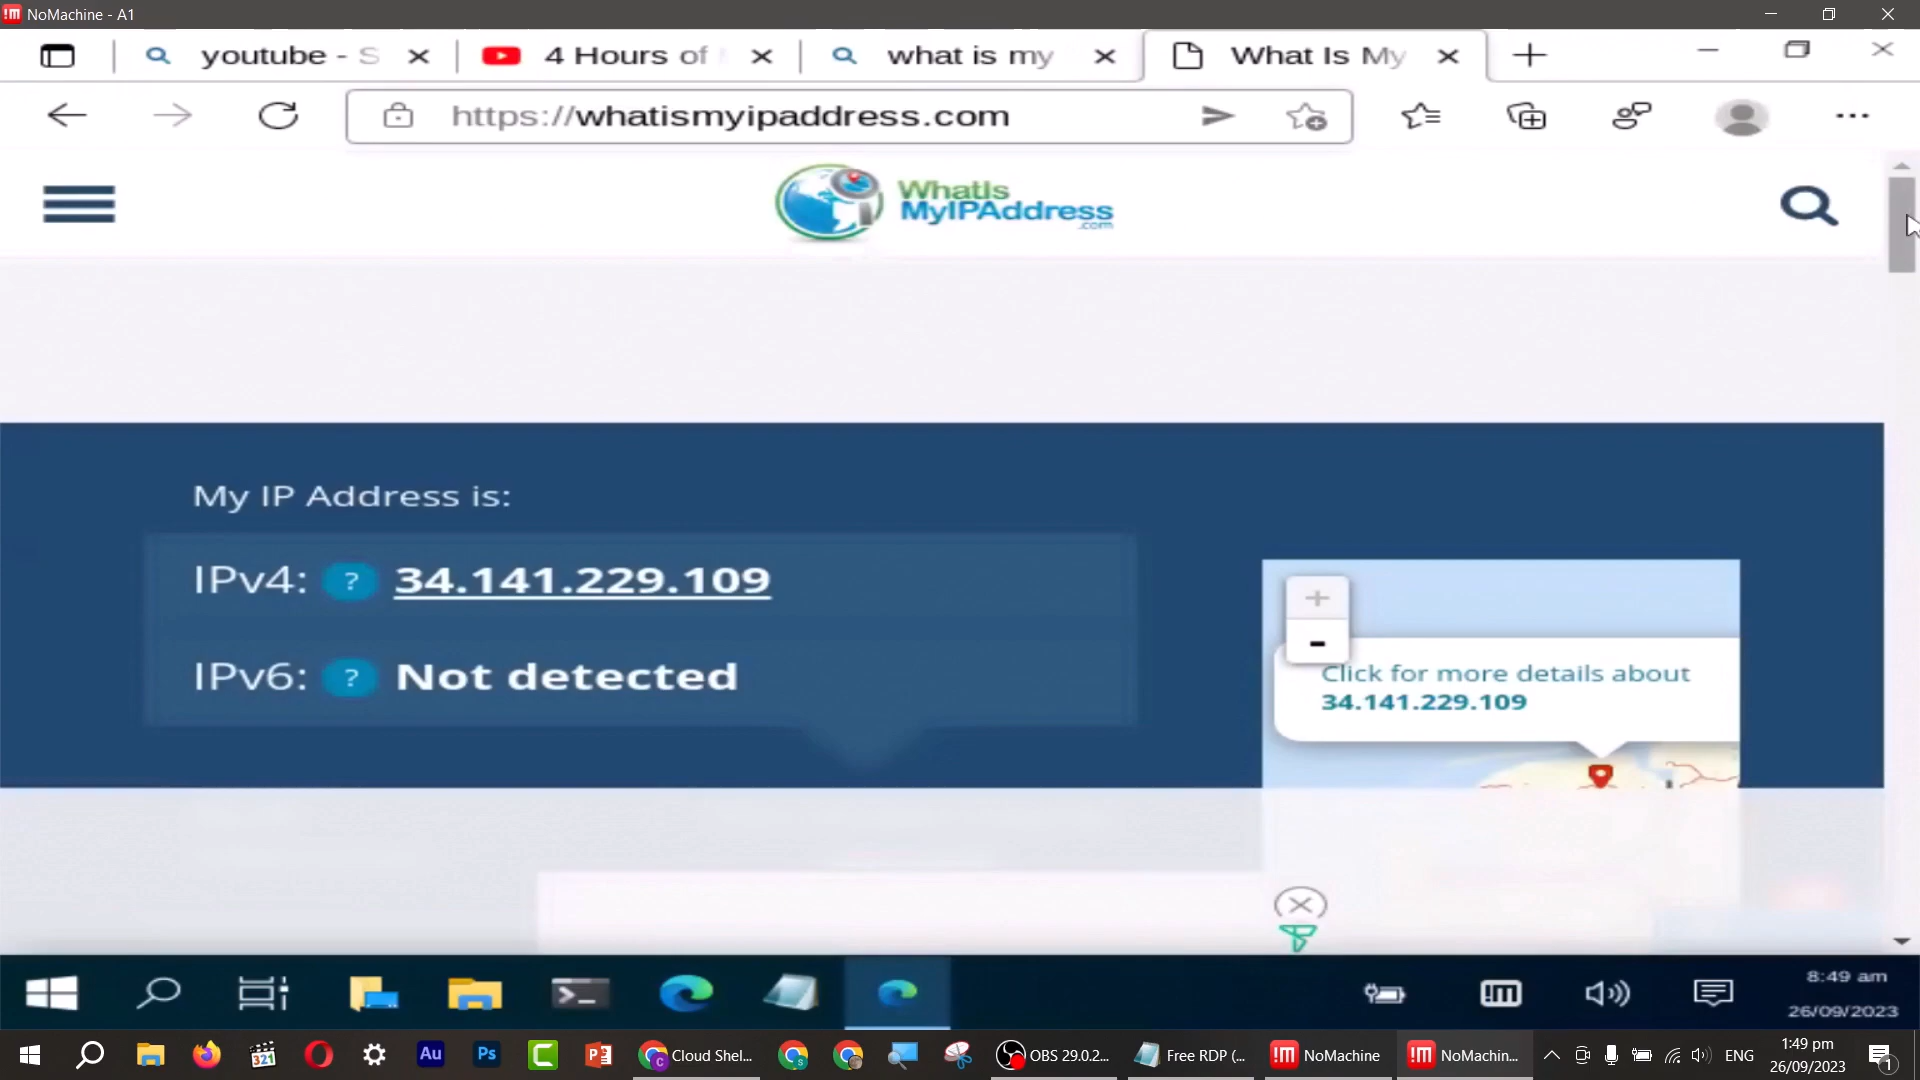 NoMachine - A1
youtube - S
4 Hours of
what is my
What Is My
https://whatismyipaddress.com
WhatIs
MyIPAddress
.com
My IP Address is:
IPv4: ? 34.141.229.109
IPv6: ? Not detected
+
-
Click for more details about
34.141.229.109
8:49 am
26/09/2023
321
Au
Ps
Cloud Shel...
OBS 29.0.2...
Free RDP (...
NoMachine
NoMachin...
ENG
1:49 pm
26/09/2023
1